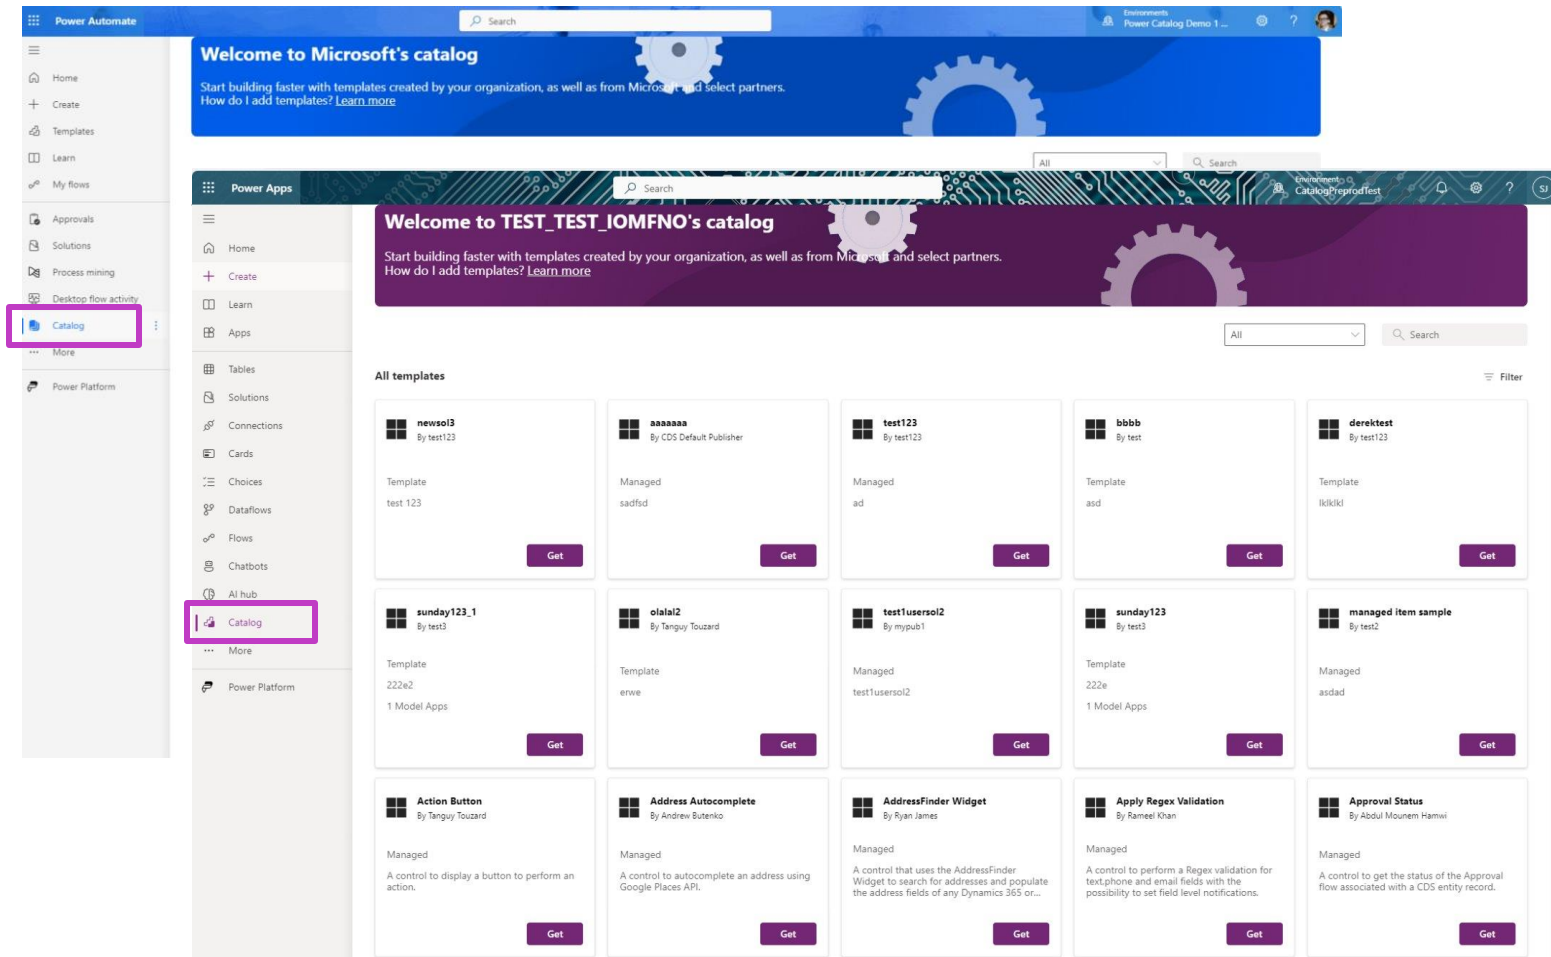 Power Automate
Search
Environments
Power Catalog Demo 1 ...
?
Home
Create
Templates
Learn
My flows
Approvals
Solutions
Process mining
Desktop flow activity
Catalog
More
Power Platform
Welcome to Microsoft's catalog
Start building faster with templates created by your organization, as well as from Microsoft and select partners.
How do I add templates? Learn more
All
Search
Power Apps
Search
Environment
CatalogPreprodTest
?
SJ
Home
Create
Learn
Apps
Tables
Solutions
Connections
Cards
Choices
Dataflows
Flows
Chatbots
AI hub
Catalog
More
Power Platform
Welcome to TEST_TEST_IOMFNO's catalog
Start building faster with templates created by your organization, as well as from Microsoft and select partners.
How do I add templates? Learn more
All
Search
All templates
Filter
newsol3
By test123
Template
test 123
Get
aaaaaaa
By CDS Default Publisher
Managed
sadfsd
Get
test123
By test123
Managed
ad
Get
bbbb
By test
Template
asd
Get
derektest
By test123
Template
lklklkl
Get
sunday123_1
By test3
Template
222e2
1 Model Apps
Get
olalal2
By Tanguy Touzard
Template
erwe
Get
test1usersol2
By mypub1
Managed
test1usersol2
Get
sunday123
By test3
Template
222e
1 Model Apps
Get
managed item sample
By test2
Managed
asdad
Get
Action Button
By Tanguy Touzard
Managed
A control to display a button to perform an
action.
Get
Address Autocomplete
By Andrew Butenko
Managed
A control to autocomplete an address using
Google Places API.
Get
AddressFinder Widget
By Ryan James
Managed
A control that uses the AddressFinder
Widget to search for addresses and populate
the address fields of any Dynamics 365 or...
Get
Apply Regex Validation
By Rameel Khan
Managed
A control to perform a Regex validation for
text,phone and email fields with the
possibility to set field level notifications.
Get
Approval Status
By Abdul Mounem Hamwi
Managed
A control to get the status of the Approval
flow associated with a CDS entity record.
Get